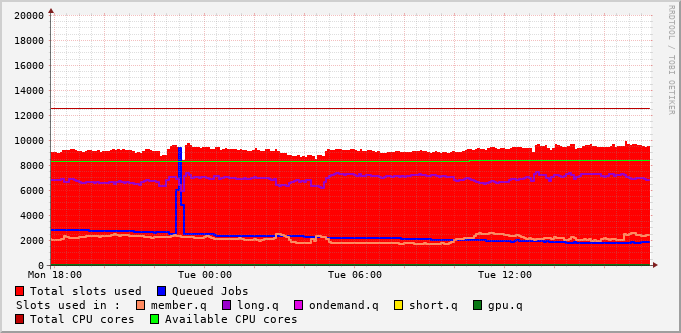 20000
18000
16000
14000
12000
10000
8000
6000
4000
2000
0
Mon 18:00 Tue 00:00 Tue 06:00 Tue 12:00
RRDTOOL / TOBI OETIKER
Total slots used Queued Jobs
Slots used in : member.q long.q ondemand.q short.q gpu.q
Total CPU cores Available CPU cores